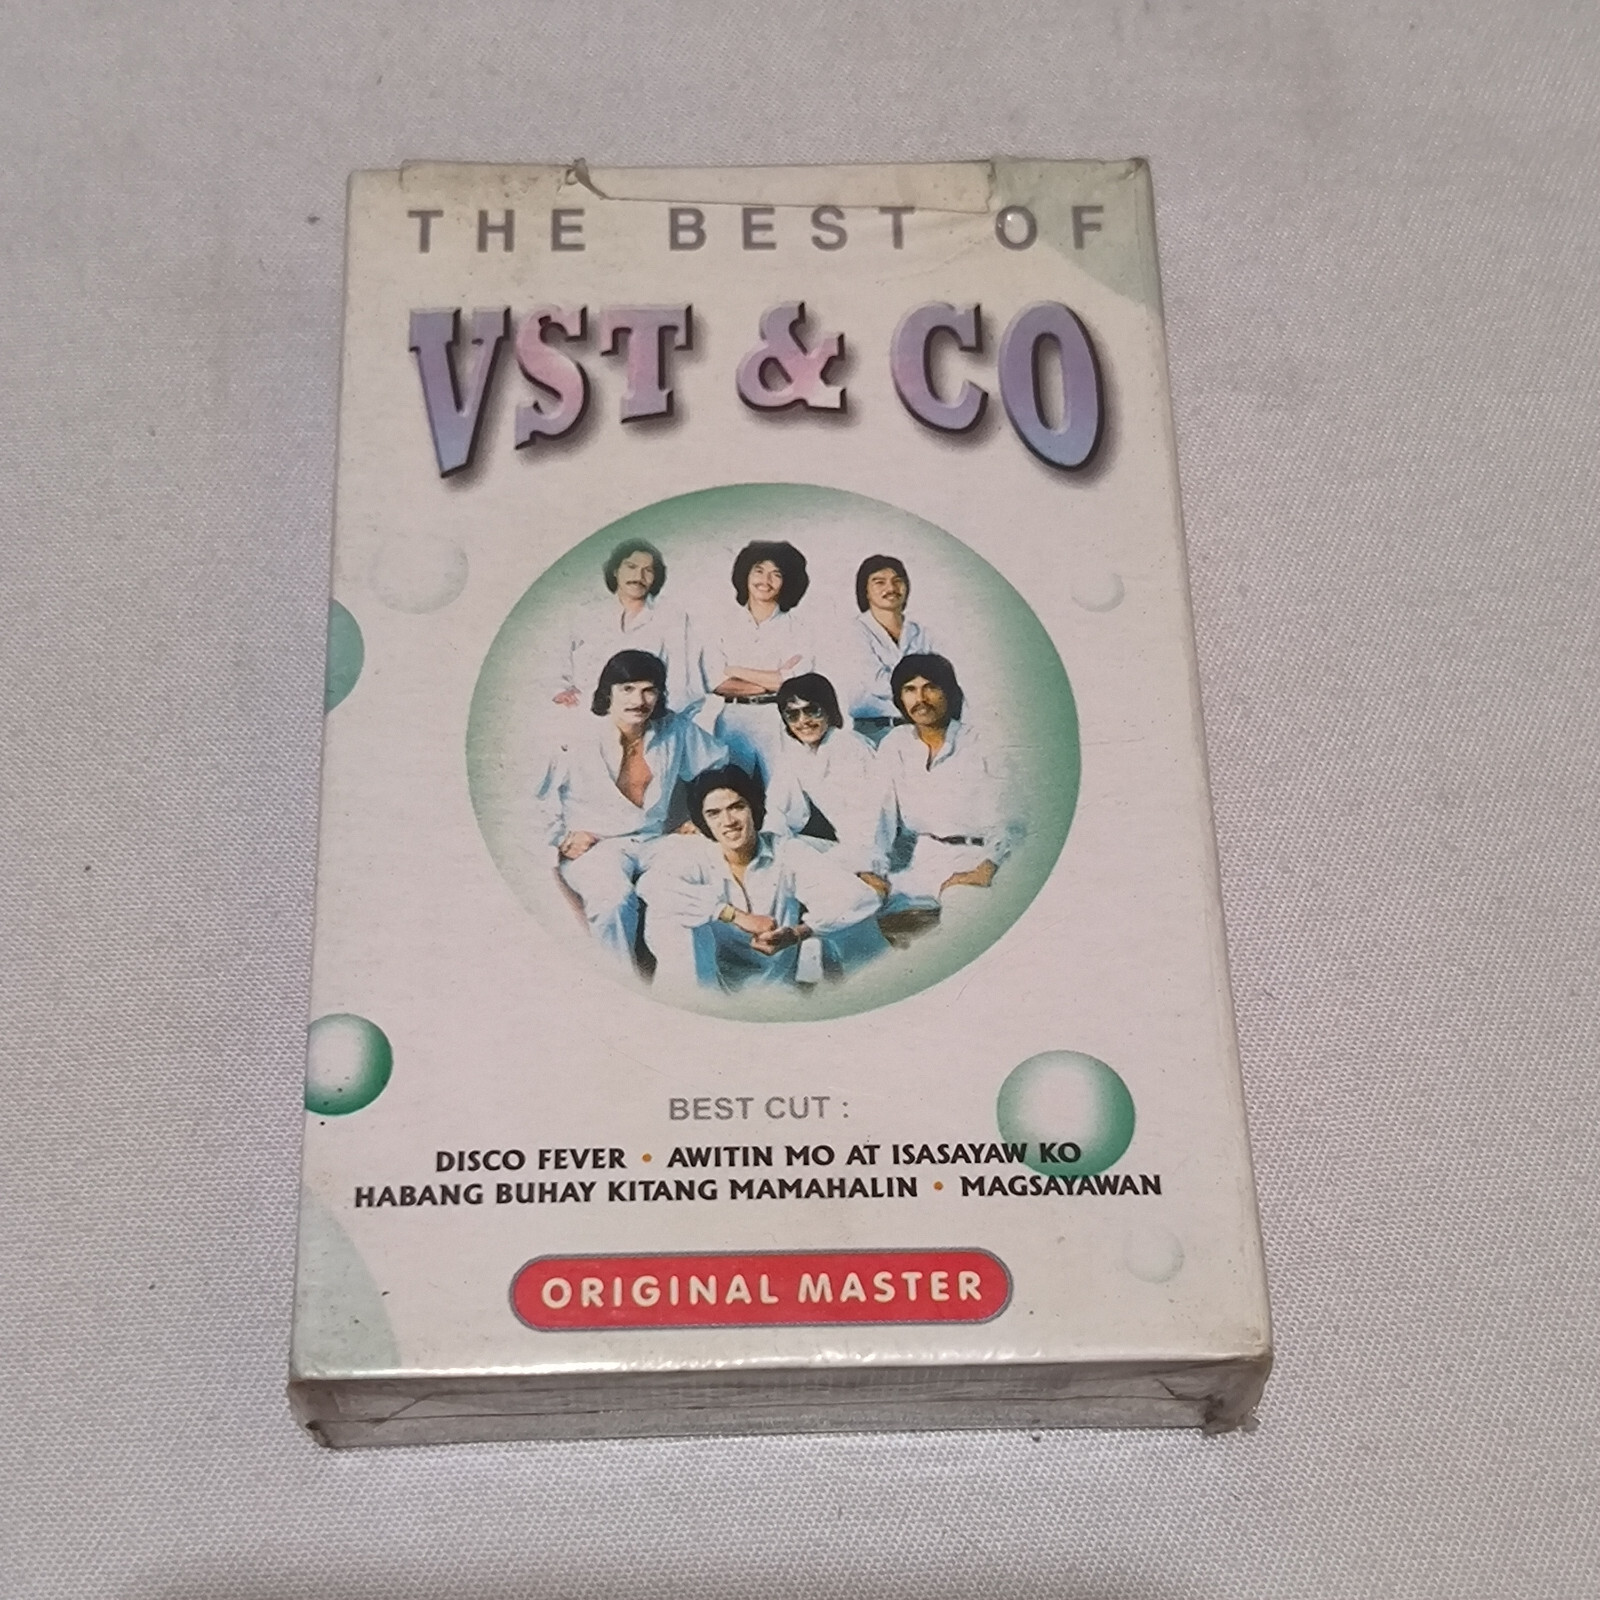 THE BEST OF
VST & CO
BEST CUT :
DISCO FEVER • AWITIN MO AT ISASAYAW KO
HABANG BUHAY KITANG MAMAHALIN • MAGSAYAWAN
ORIGINAL MASTER